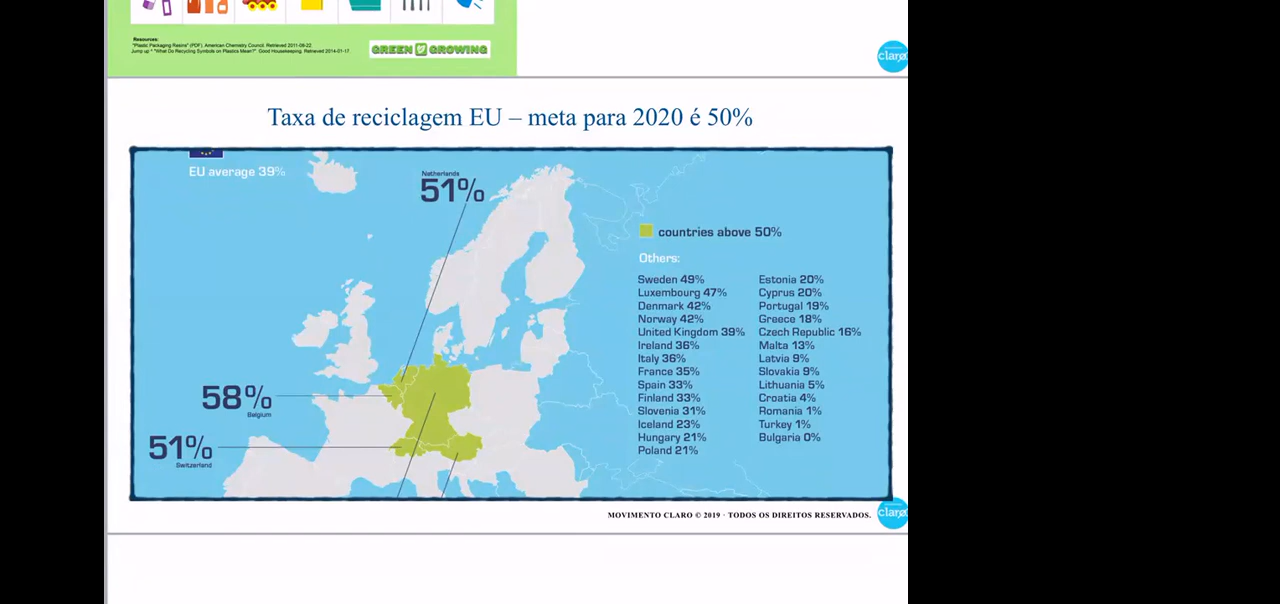 Resources:
"Plastic Packaging Resins" (PDF). American Chemistry Council. Retrieved 2011-08-22.
Jump up ^ "What Do Recycling Symbols on Plastics Mean?". Good Housekeeping. Retrieved 2014-01-17.
GREEN GROWING
claro
Taxa de reciclagem EU – meta para 2020 é 50%
EU average 39%
Netherlands
51%
countries above 50%
Others:
Sweden 49%
Luxembourg 47%
Denmark 42%
Norway 42%
United Kingdom 39%
Ireland 36%
Italy 36%
France 35%
Spain 33%
Finland 33%
Slovenia 31%
Iceland 23%
Hungary 21%
Poland 21%
Estonia 20%
Cyprus 20%
Portugal 19%
Greece 18%
Czech Republic 16%
Malta 13%
Latvia 9%
Slovakia 9%
Lithuania 5%
Croatia 4%
Romania 1%
Turkey 1%
Bulgaria 0%
58%
Belgium
51%
Switzerland
MOVIMENTO CLARO © 2019 · TODOS OS DIREITOS RESERVADOS.
claro